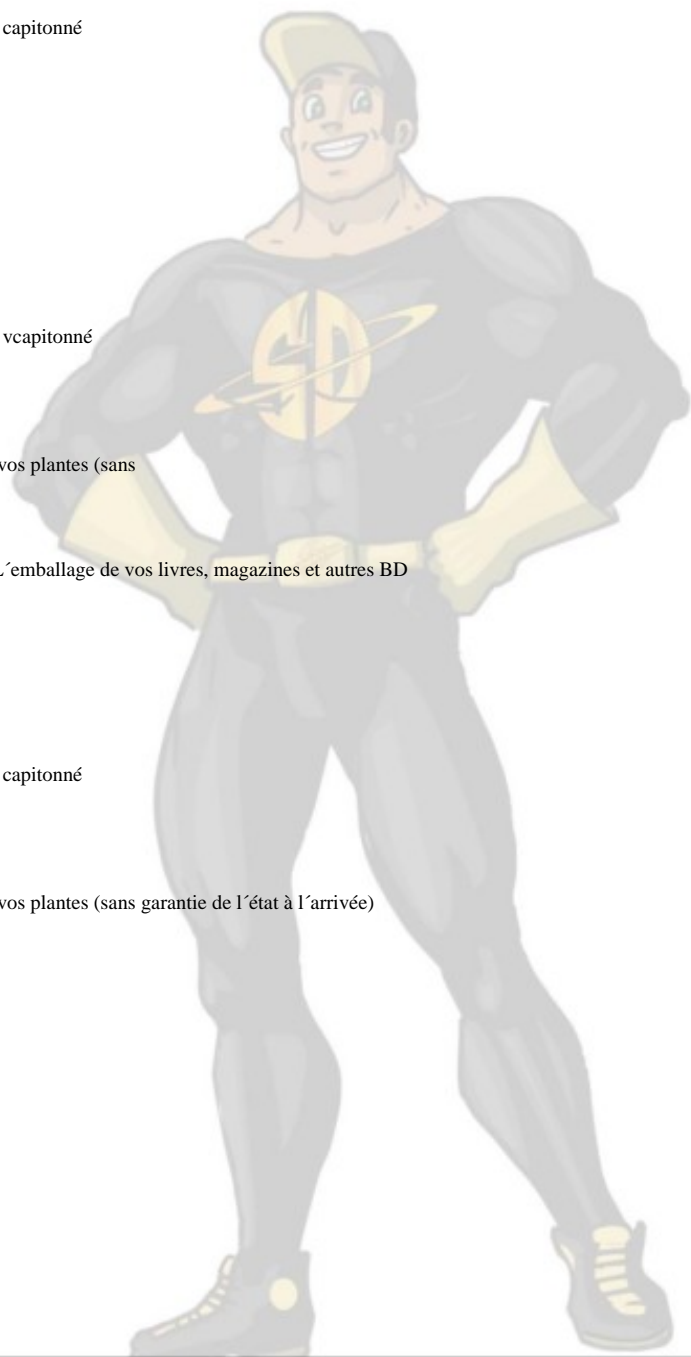 capitonné
vcapitonné
SD
vos plantes (sans
L´emballage de vos livres, magazines et autres BD
capitonné
vos plantes (sans garantie de l´état à l´arrivée)